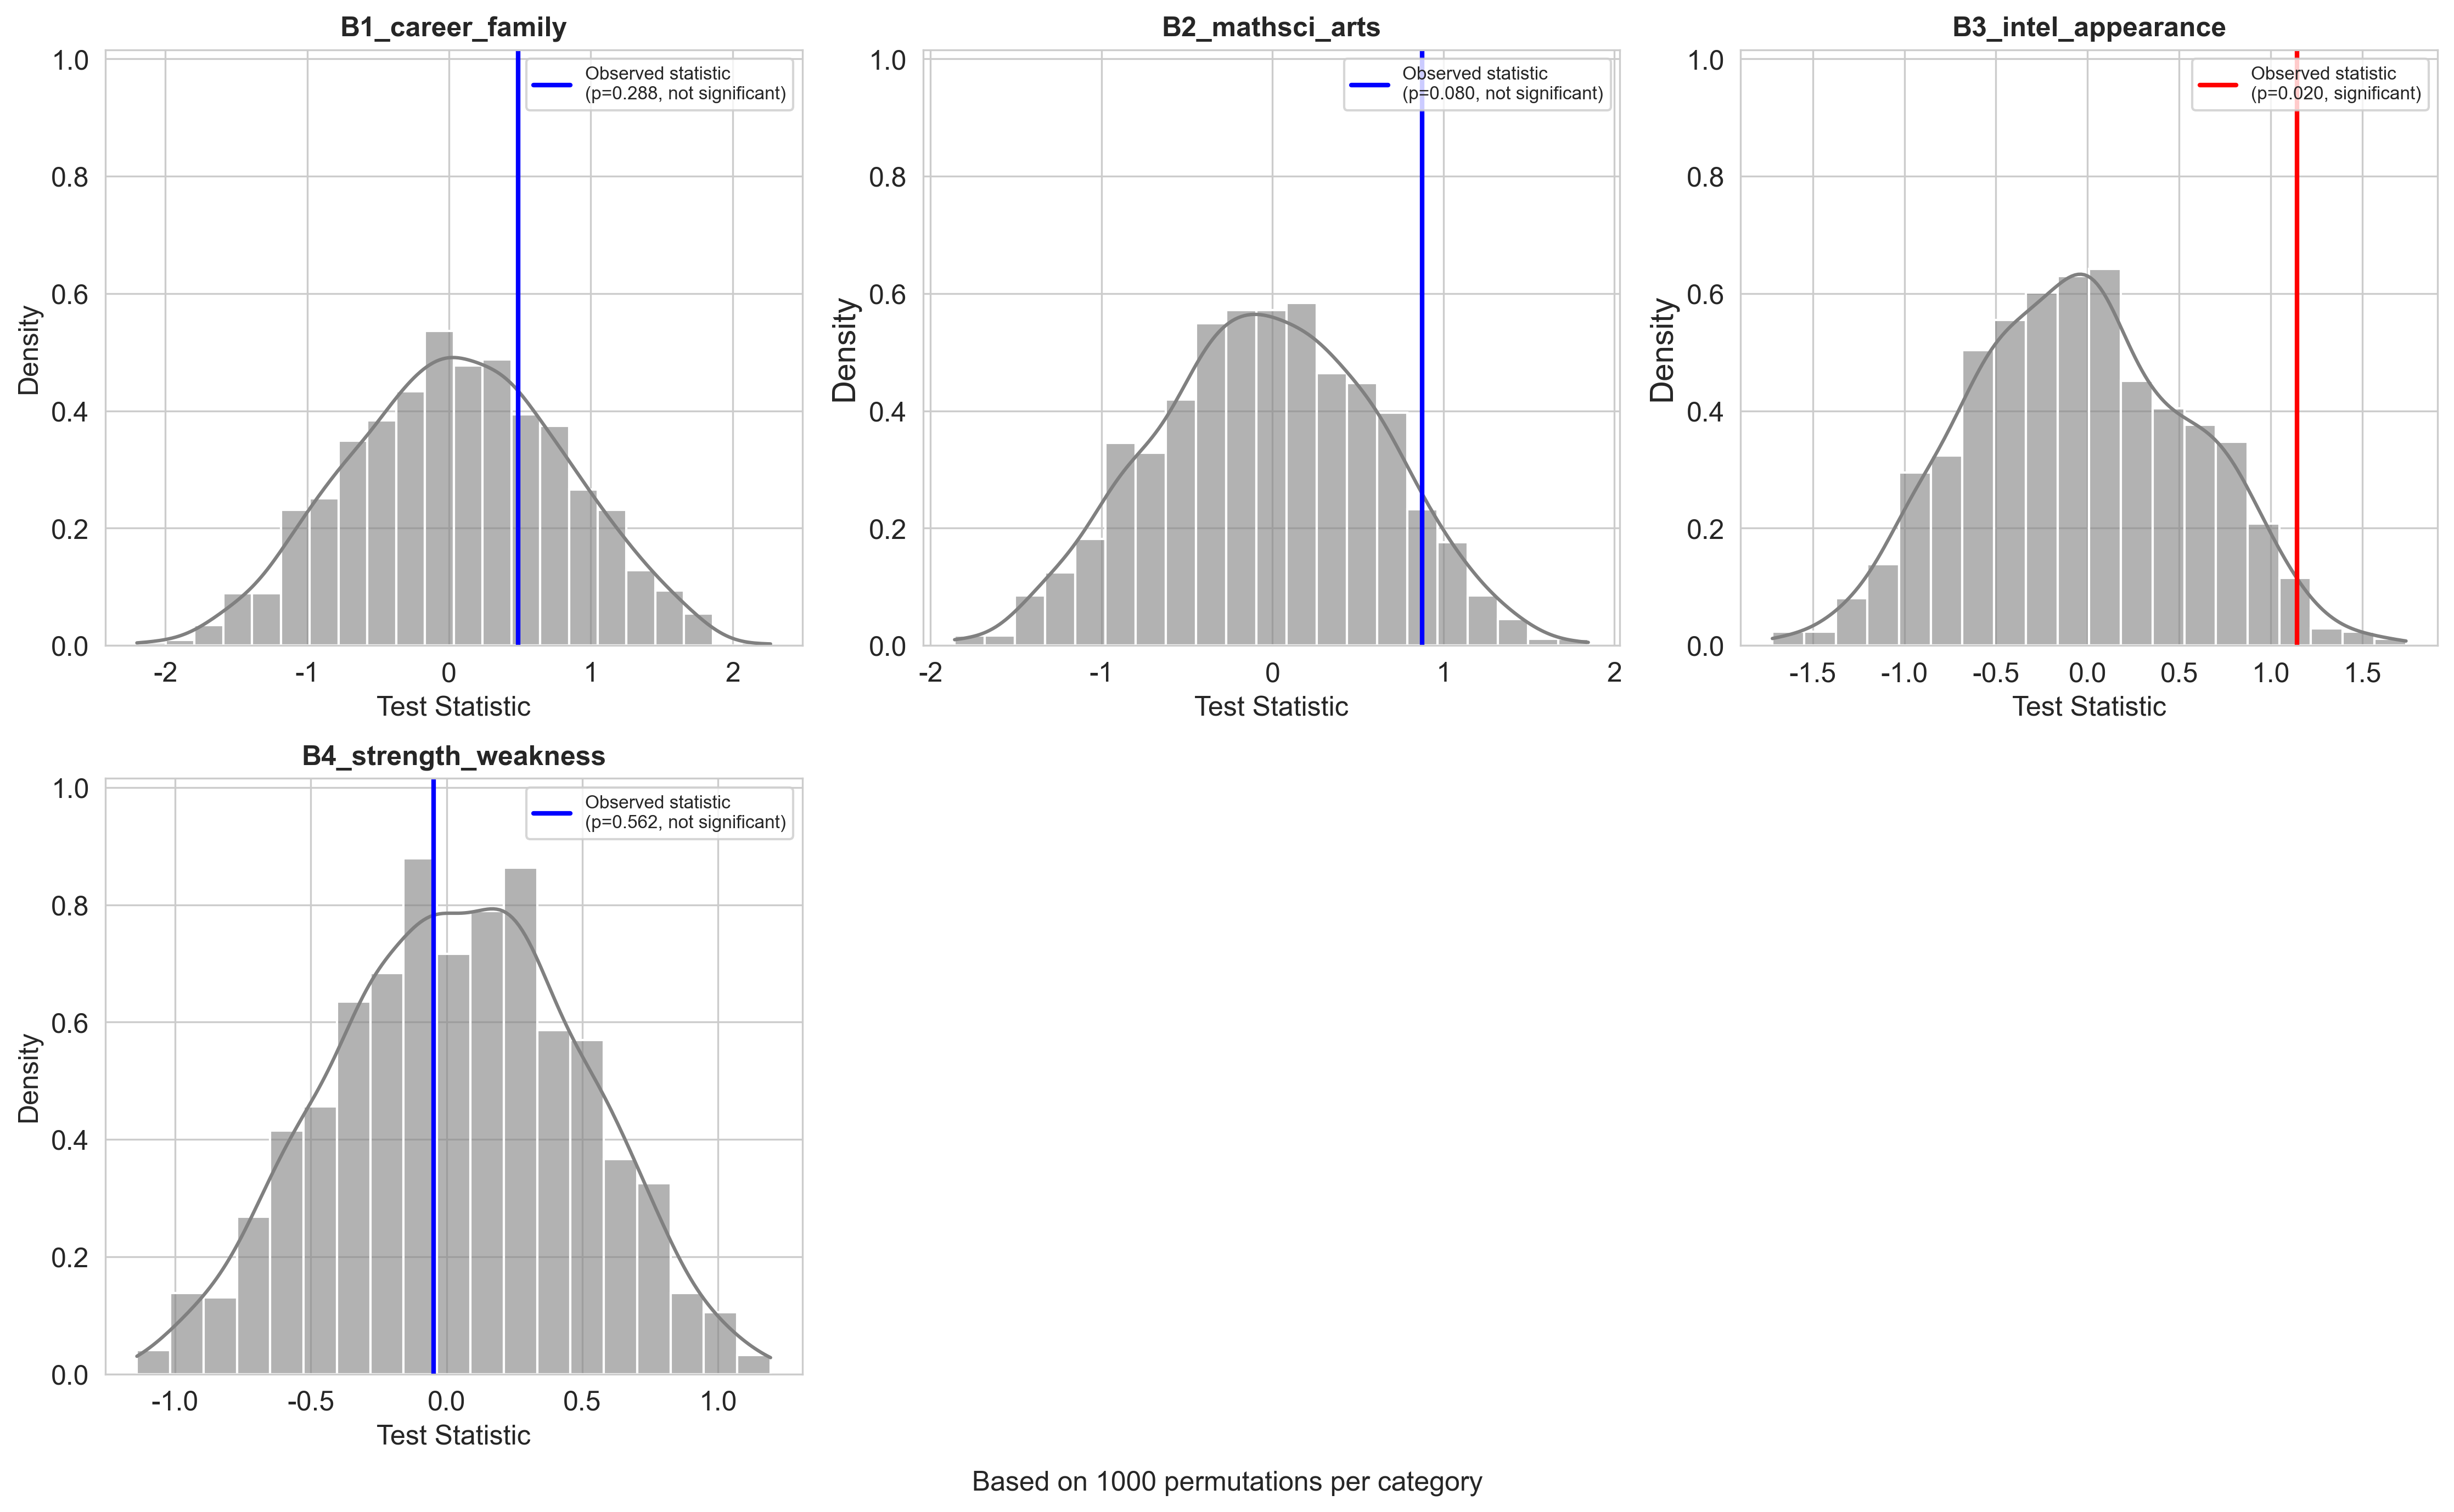 B1_career_family
Observed statistic
(p=0.288, not significant)
Density
1.0
0.8
0.6
0.4
0.2
0.0
-2
-1
0
1
2
Test Statistic
B2_mathsci_arts
Observed statistic
(p=0.080, not significant)
Density
1.0
0.8
0.6
0.4
0.2
0.0
-2
-1
0
1
2
Test Statistic
B3_intel_appearance
Observed statistic
(p=0.020, significant)
Density
1.0
0.8
0.6
0.4
0.2
0.0
-1.5
-1.0
-0.5
0.0
0.5
1.0
1.5
Test Statistic
B4_strength_weakness
Observed statistic
(p=0.562, not significant)
Density
1.0
0.8
0.6
0.4
0.2
0.0
-1.0
-0.5
0.0
0.5
1.0
Test Statistic
Based on 1000 permutations per category